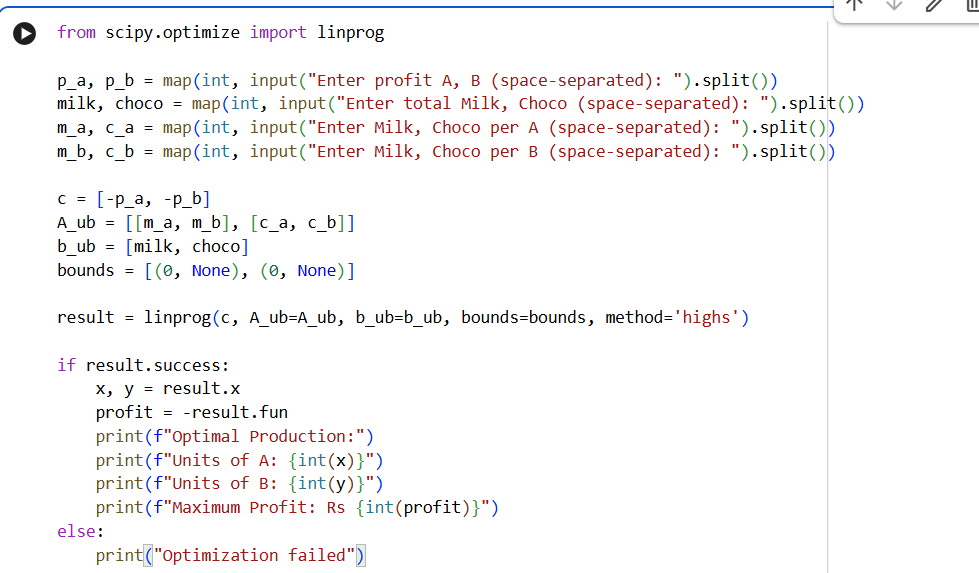 from scipy.optimize import linprog
p_a, p_b = map(int, input("Enter profit A, B (space-separated): ").split())
milk, choco = map(int, input("Enter total Milk, Choco (space-separated): ").split())
m_a, c_a = map(int, input("Enter Milk, Choco per A (space-separated): ").split())
m_b, c_b = map(int, input("Enter Milk, Choco per B (space-separated): ").split())
c = [-p_a, -p_b]
A_ub = [[m_a, m_b], [c_a, c_b]]
b_ub = [milk, choco]
bounds = [(0, None), (0, None)]
result = linprog(c, A_ub=A_ub, b_ub=b_ub, bounds=bounds, method='highs')
if result.success:
    x, y = result.x
    profit = -result.fun
    print(f"Optimal Production:")
    print(f"Units of A: {int(x)}")
    print(f"Units of B: {int(y)}")
    print(f"Maximum Profit: Rs {int(profit)}")
else:
    print("Optimization failed")